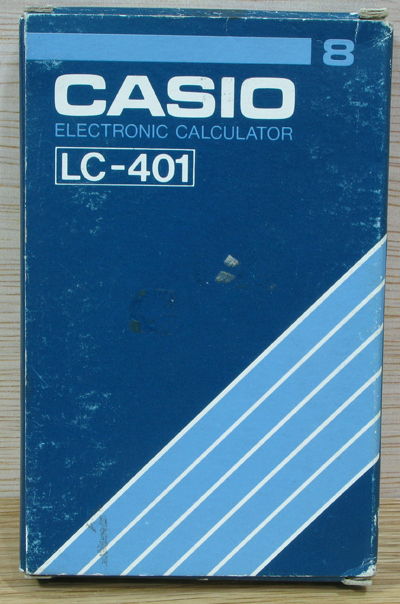 8
CASIO
ELECTRONIC CALCULATOR
LC-401